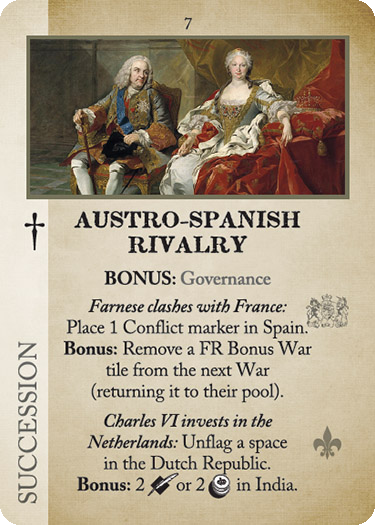 7
AUSTRO-SPANISH
RIVALRY
BONUS: Governance
Farnese clashes with France:
Place 1 Conflict marker in Spain.
Bonus: Remove a FR Bonus War
tile from the next War
(returning it to their pool).
Charles VI invests in the
Netherlands: Unflag a space
in the Dutch Republic.
Bonus: 2 or 2 in India.
SUCCESSION